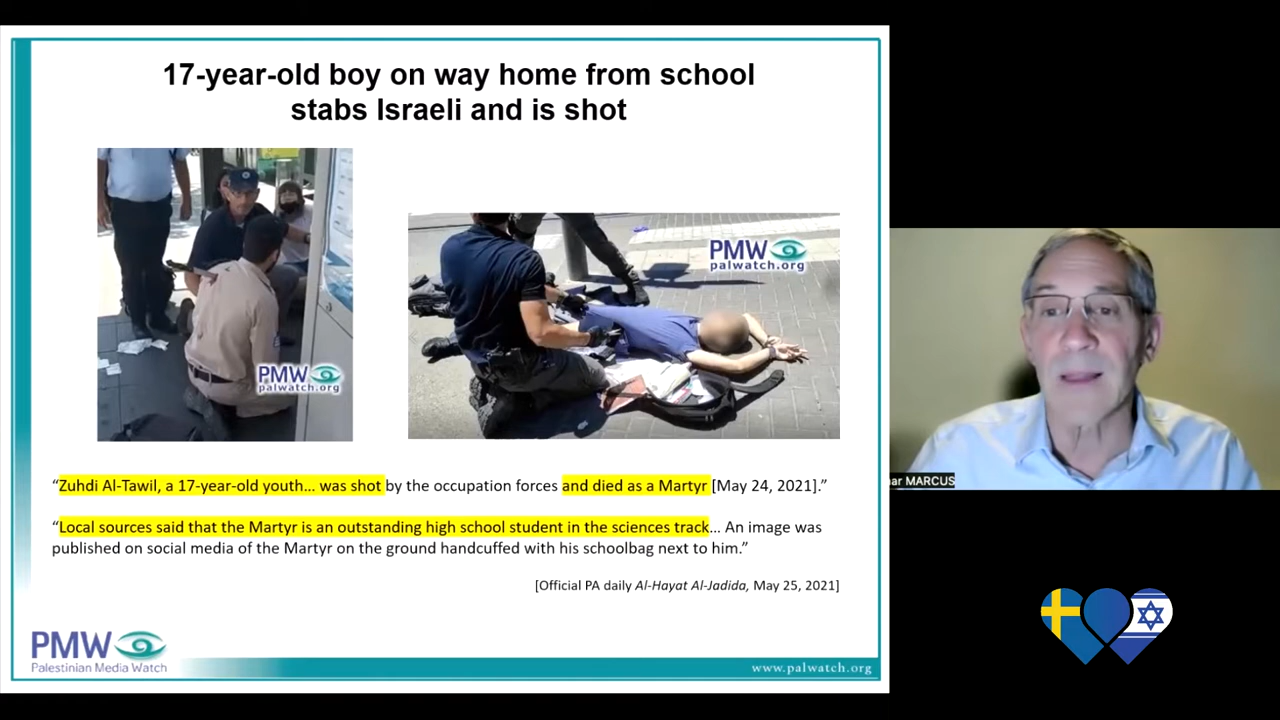 17-year-old boy on way home from school
stabs Israeli and is shot
PMW
palwatch.org
PMW
palwatch.org
“Zuhdi Al-Tawil, a 17-year-old youth... was shot by the occupation forces and died as a Martyr [May 24, 2021].”
“Local sources said that the Martyr is an outstanding high school student in the sciences track... An image was
published on social media of the Martyr on the ground handcuffed with his schoolbag next to him.”
[Official PA daily Al-Hayat Al-Jadida, May 25, 2021]
PMW
Palestinian Media Watch
www.palwatch.org
MARCUS